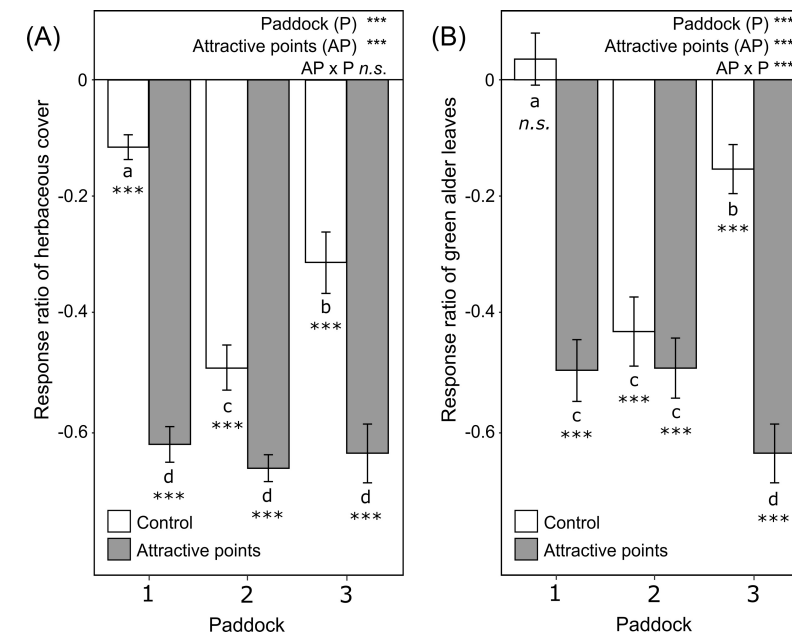 (A)
Paddock (P) ***
Attractive points (AP) ***
AP x P n.s.
Response ratio of herbaceous cover
0
-0.2
-0.4
-0.6
a
***
d
***
c
***
d
***
b
***
d
***
Control
Attractive points
1 2 3
Paddock
(B)
Paddock (P) ***
Attractive points (AP) ***
AP x P ***
Response ratio of green alder leaves
0
-0.2
-0.4
-0.6
a
n.s.
c
***
c
***
c
***
b
***
d
***
Control
Attractive points
1 2 3
Paddock